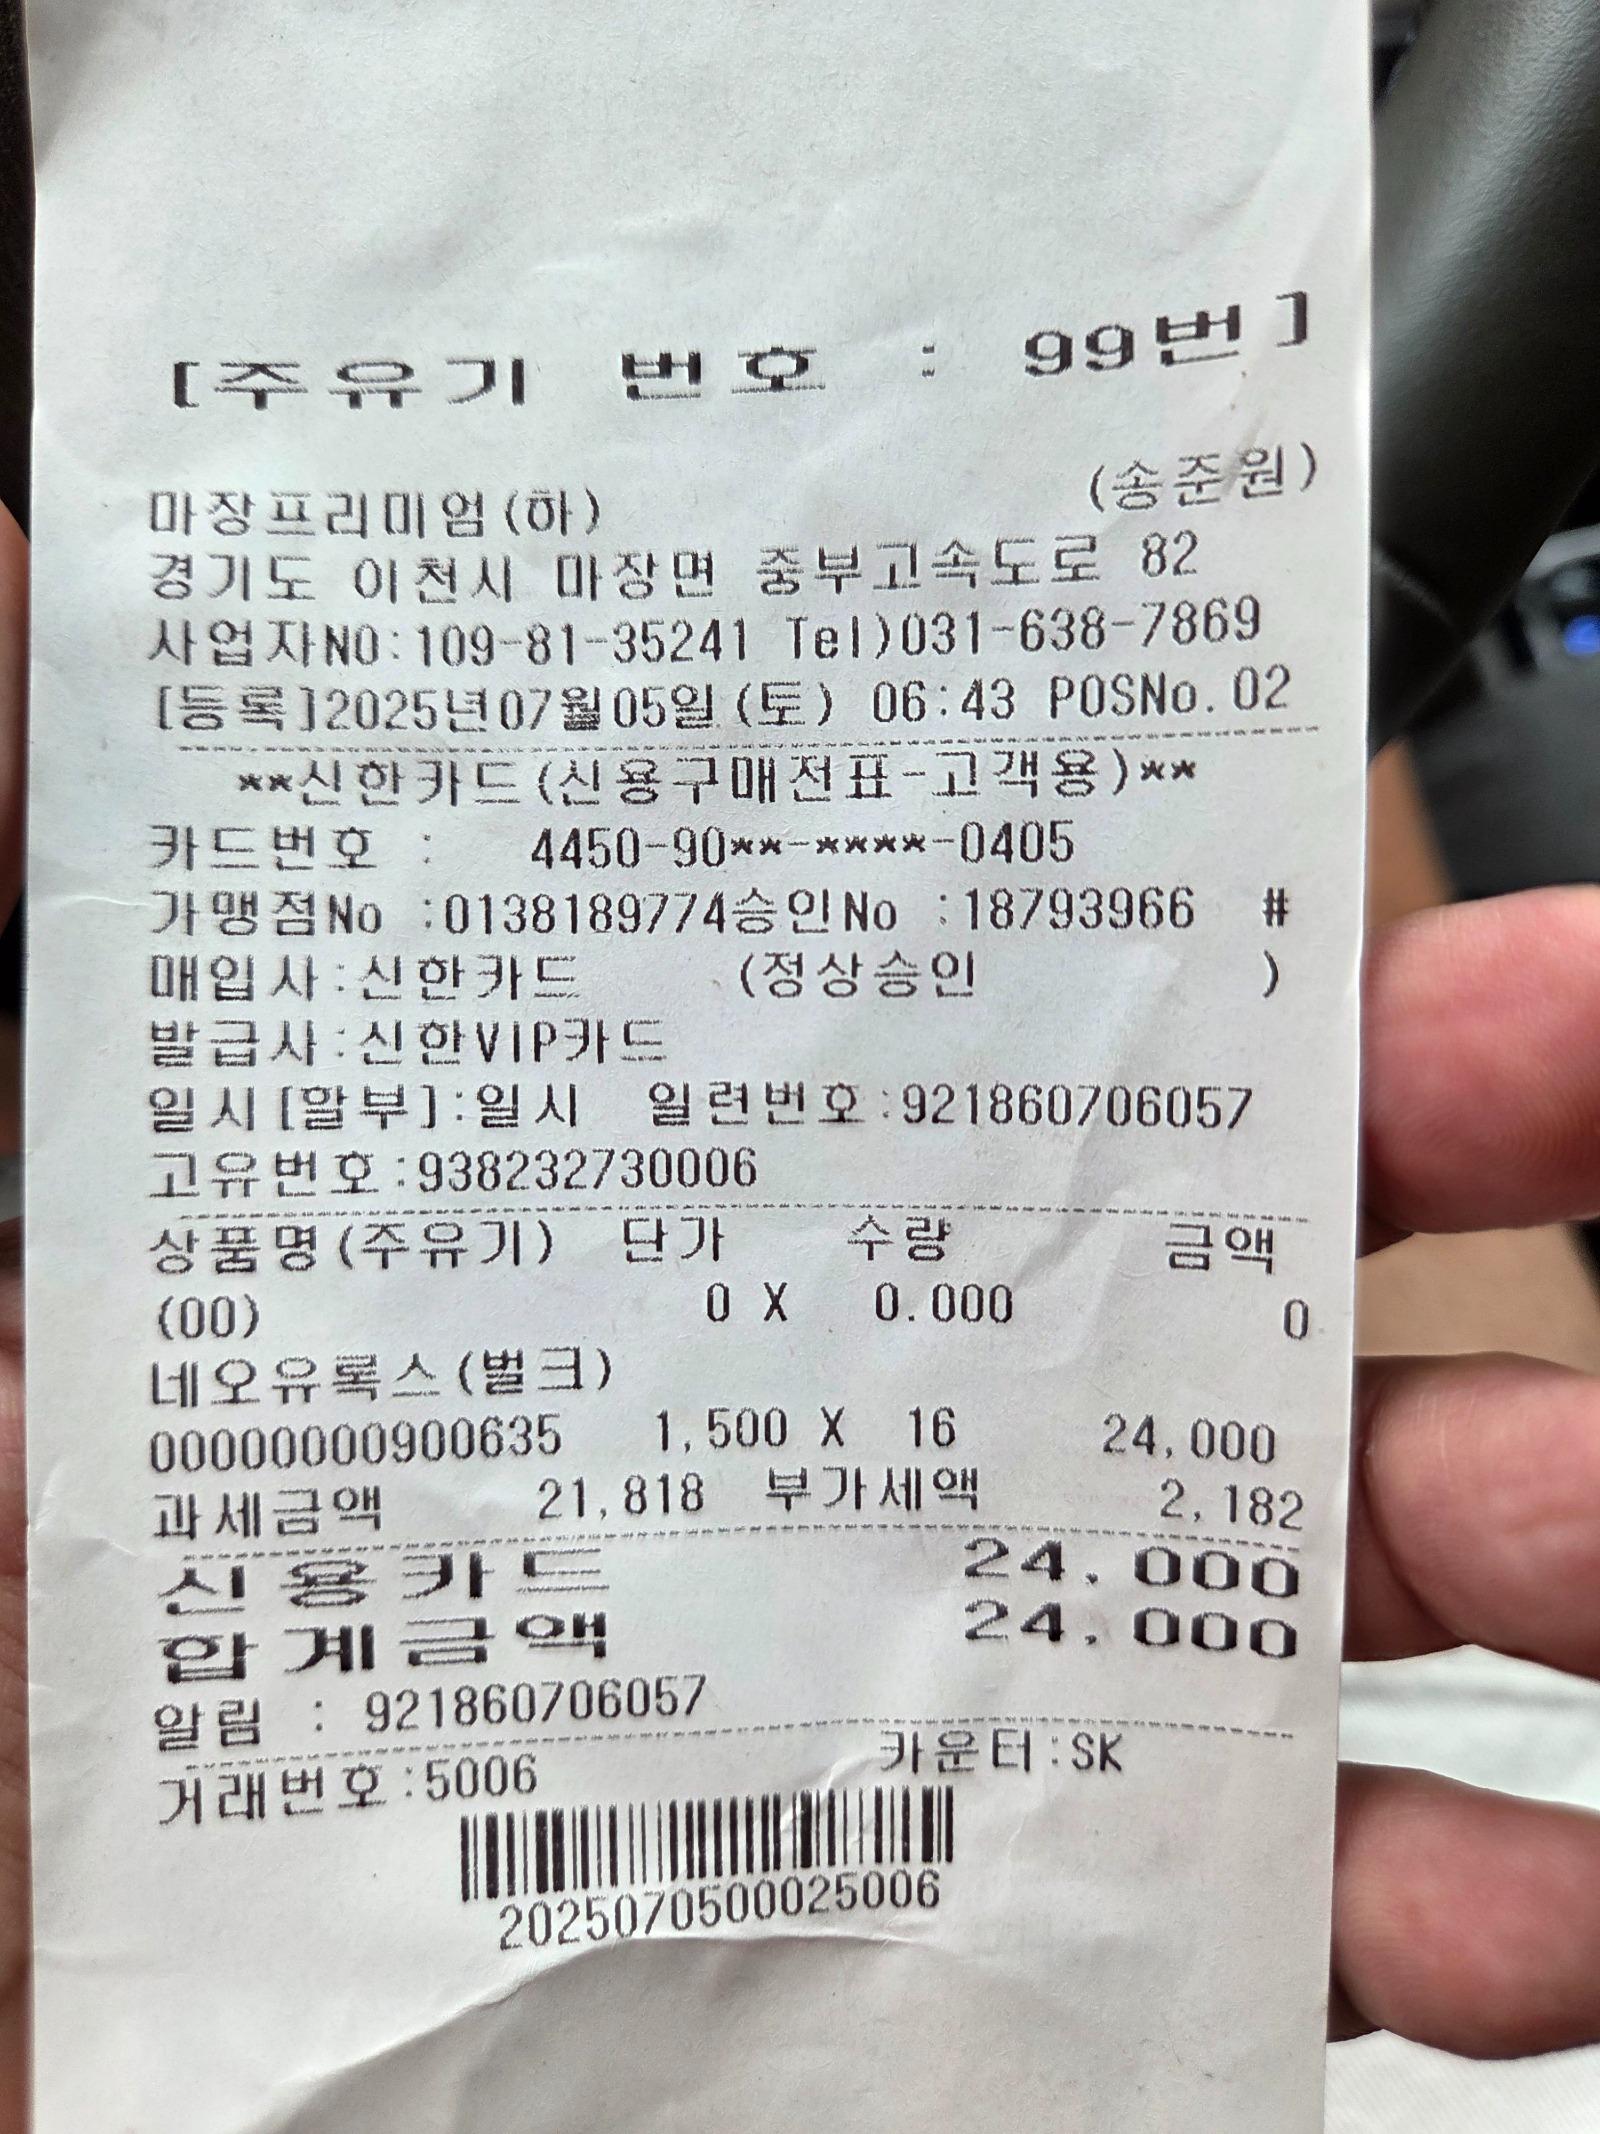 [주유기 번호 : 99번]
(송준원)
마장프리미엄(하)
경기도 이천시 마장면 중부고속도로 82
사업자NO:109-81-35241 Tel)031-638-7869
[등록]2025년07월05일(토) 06:43 POSNo.02
**신한카드(신용구매전표-고객용)**
카드번호 : 4450-90**-****-0405
가맹점No :0138189774승인No :18793966 #
매입사:신한카드 (정상승인 )
발급사:신한VIP카드
일시[할부]:일시 일련번호:921860706057
고유번호:938232730006
상품명(주유기) 단가 수량 금액
(00) 0 X 0.000 0
네오유록스(벌크)
00000000900635 1,500 X 16 24,000
과세금액 21,818 부가세액 2,182
신용카드 24,000
합계금액 24,000
알림 : 921860706057
거래번호:5006 카운터:SK
2025070500025006